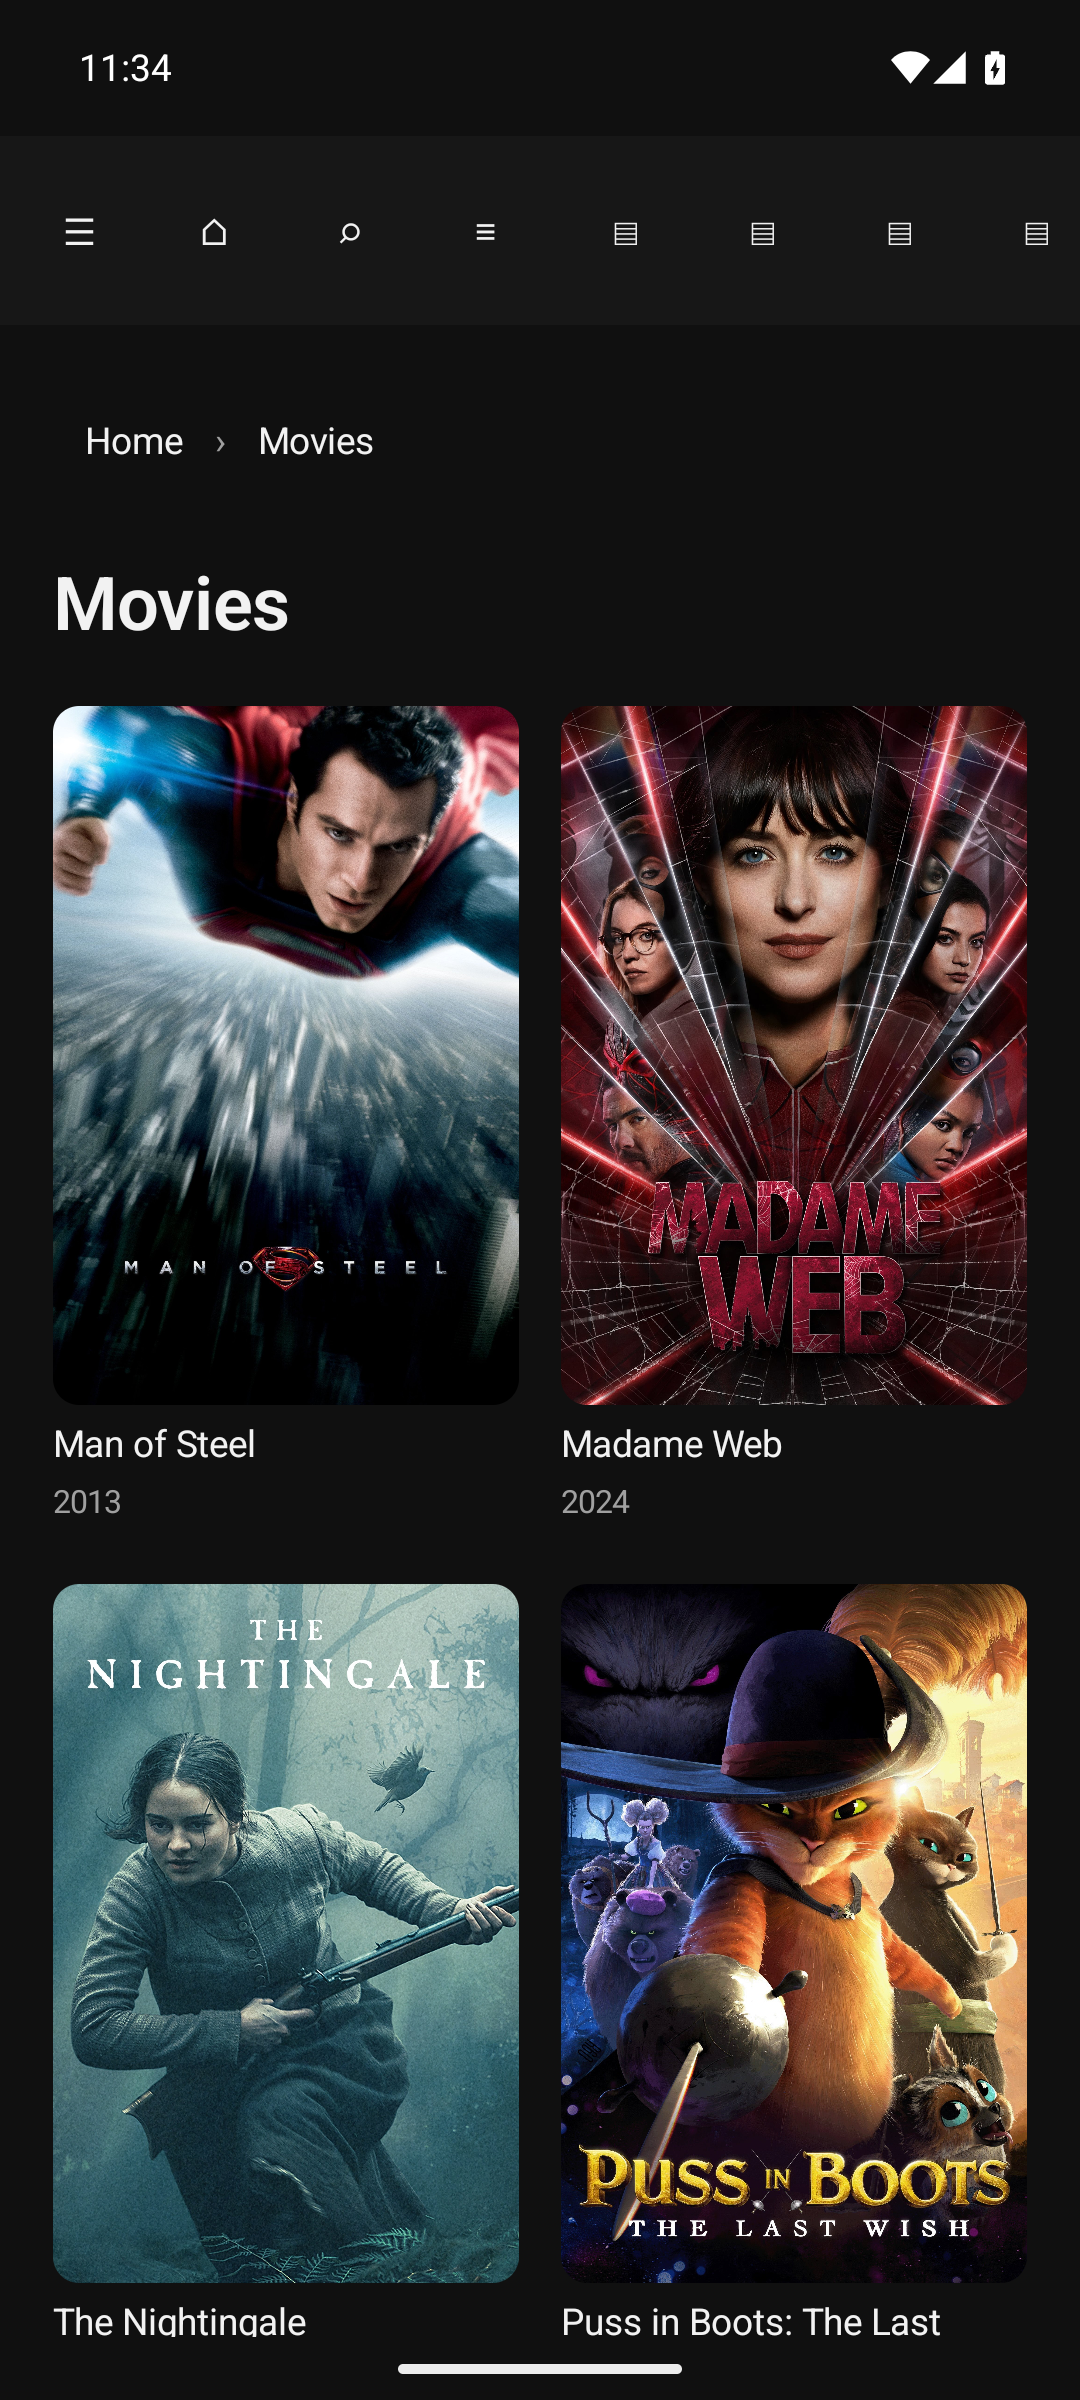 11:34
Home › Movies
Movies
MAN OF STEEL
MADAME
WEB
Man of Steel
Madame Web
2013
2024
THE
NIGHTINGALE
PUSS IN BOOTS
THE LAST WISH
The Nightingale
Puss in Boots: The Last